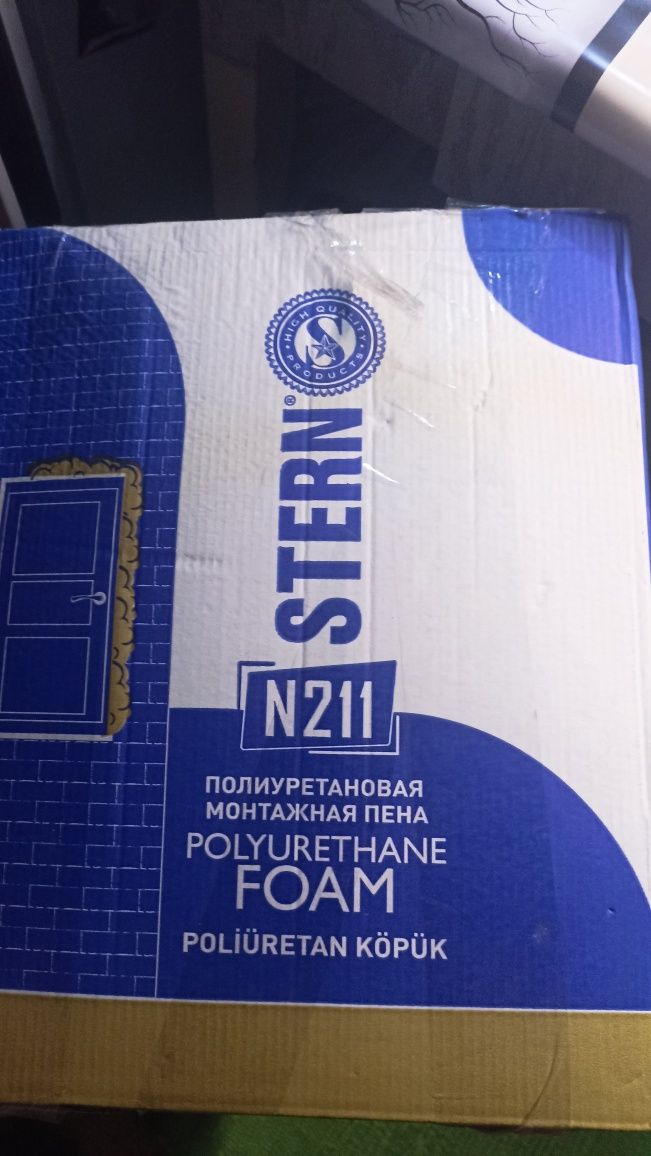 HIGH QUALITY
PRODUCTS
S
STERN®
N211
ПОЛИУРЕТАНОВАЯ
МОНТАЖНАЯ ПЕНА
POLYURETHANE
FOAM
POLİÜRETAN KÖPÜK